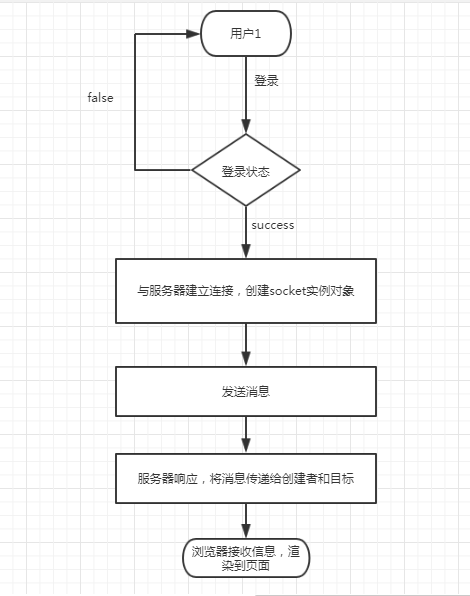 用户1
登录
false
登录状态
success
与服务器建立连接，创建socket实例对象
发送消息
服务器响应，将消息传递给创建者和目标
浏览器接收信息，渲
染到页面